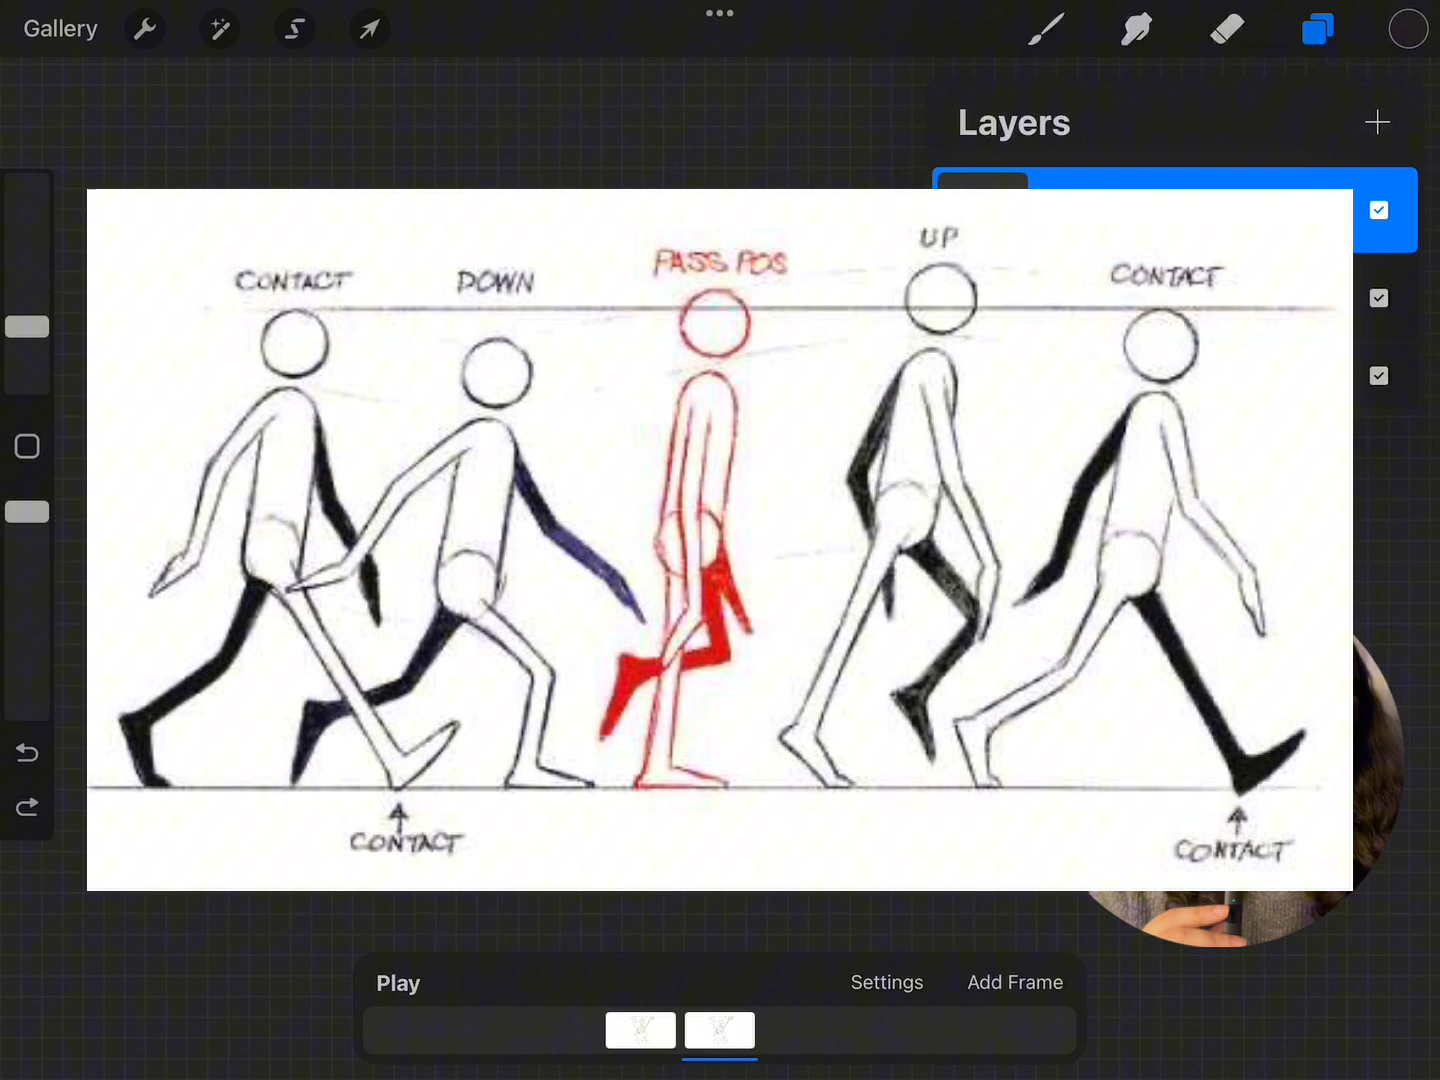 Gallery
Layers
UP
PASS POS
CONTACT
DOWN
CONTACT
CONTACT
CONTACT
Play
Settings
Add Frame